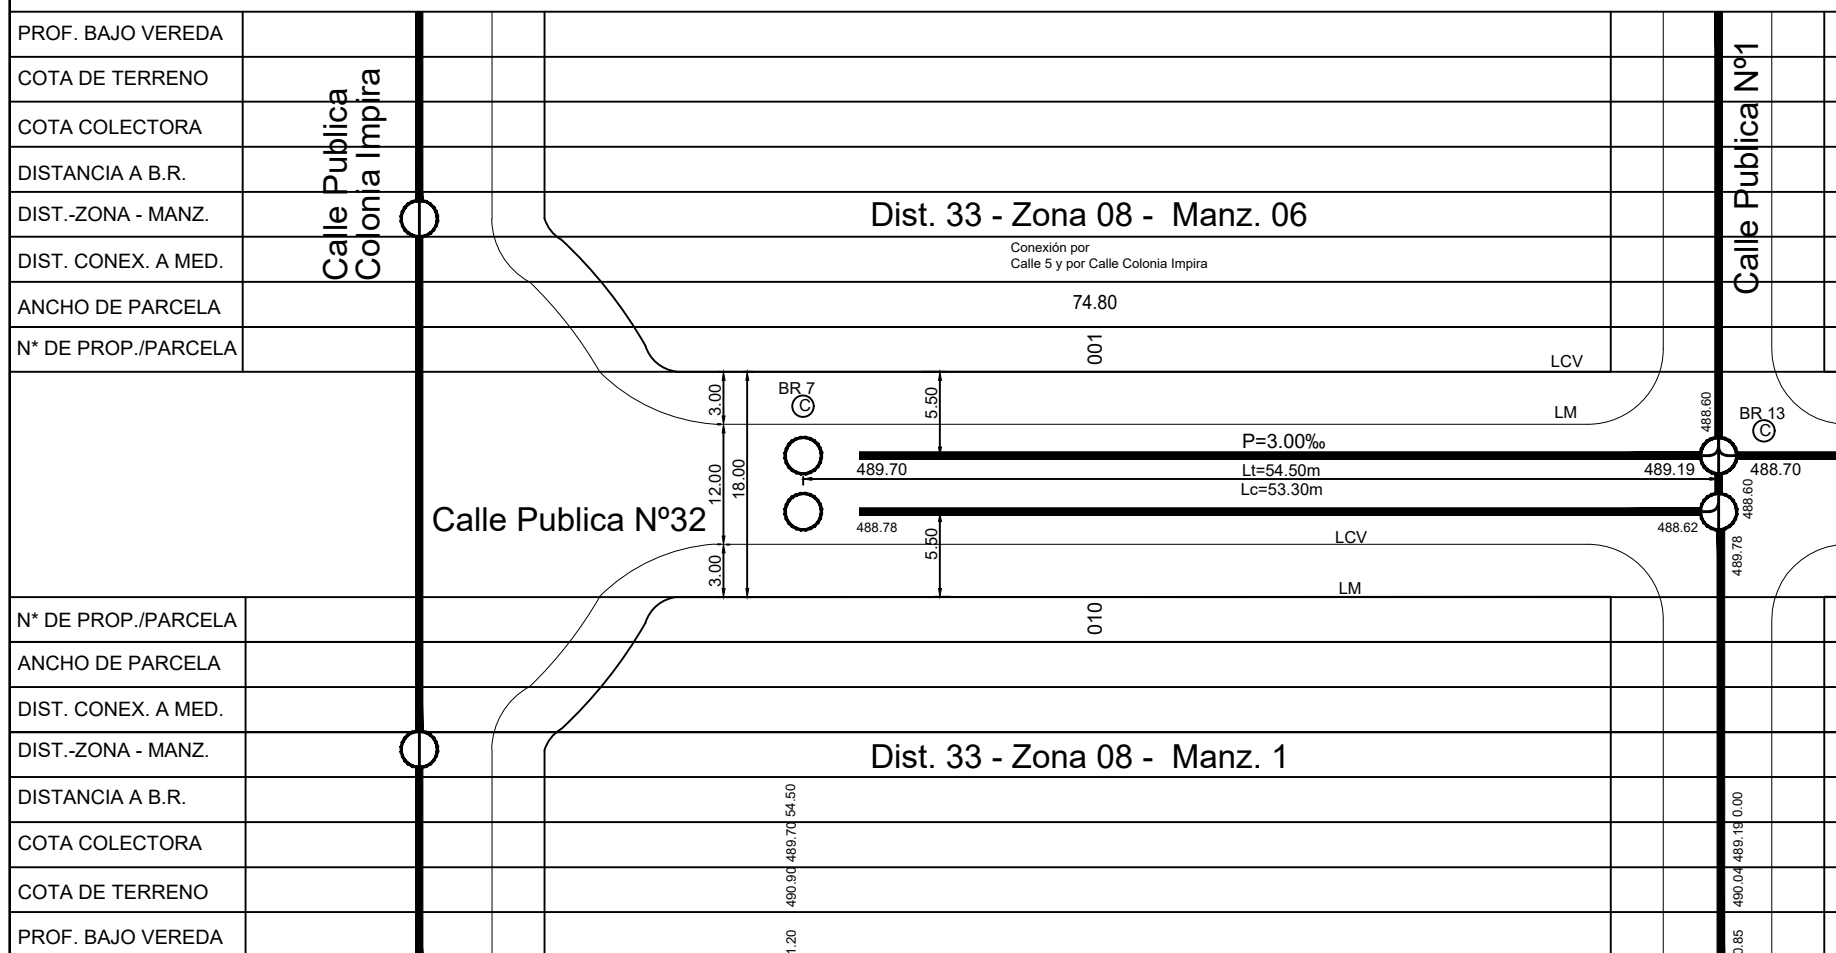 PROF. BAJO VEREDA
COTA DE TERRENO
COTA COLECTORA
DISTANCIA A B.R.
DIST.-ZONA - MANZ.
DIST. CONEX. A MED.
ANCHO DE PARCELA
N* DE PROP./PARCELA
Calle Publica
Colonia Impira
Dist. 33 - Zona 08 - Manz. 06
Conexión por
Calle 5 y por Calle Colonia Impira
74.80
001
LCV
Calle Publica Nº1
3.00
BR 7
C
5.50
LM
488.60
BR 13
C
P=3.00‰
489.70
Lt=54.50m
489.19
488.70
12.00
18.00
Lc=53.30m
488.60
Calle Publica Nº32
488.78
488.62
5.50
LCV
489.78
3.00
LM
N* DE PROP./PARCELA
010
ANCHO DE PARCELA
DIST. CONEX. A MED.
DIST.-ZONA - MANZ.
Dist. 33 - Zona 08 - Manz. 1
DISTANCIA A B.R.
54.50
0.00
COTA COLECTORA
489.70
489.19
COTA DE TERRENO
490.90
490.04
PROF. BAJO VEREDA
1.20
0.85